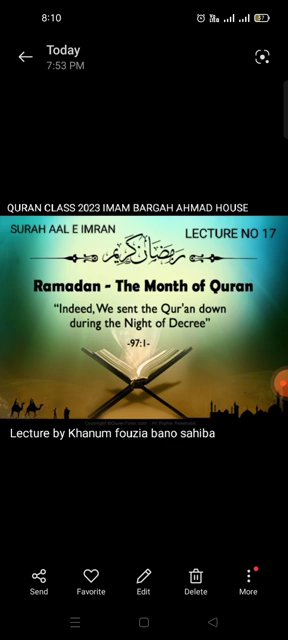 8:10
Today
7:53 PM
QURAN CLASS 2023 IMAM BARGAH AHMAD HOUSE
SURAH AAL E IMRAN
LECTURE NO 17
رمضان كريم
Ramadan - The Month of Quran
“Indeed, We sent the Qur'an down
during the Night of Decree”
-97:1-
Lecture by Khanum fouzia bano sahiba
Send
Favorite
Edit
Delete
More